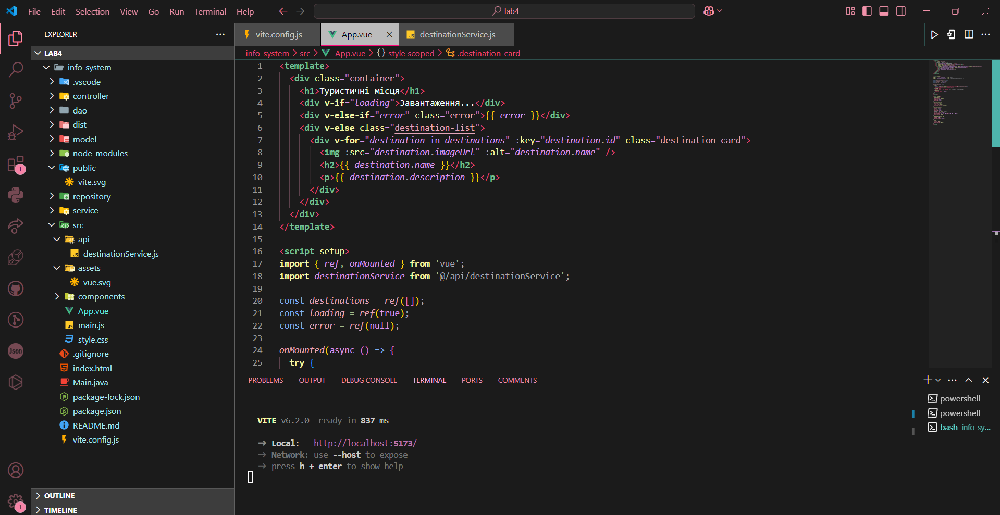 File Edit Selection View Go Run Terminal Help
lab4
EXPLORER
vite.config.js
App.vue
destinationService.js
LAB4
info-system > src > App.vue > {} style scoped > .destination-card
info-system
.vscode
controller
dao
dist
model
node_modules
public
vite.svg
repository
service
src
api
destinationService.js
assets
vue.svg
components
App.vue
main.js
style.css
.gitignore
index.html
Main.java
package-lock.json
package.json
README.md
vite.config.js
OUTLINE
TIMELINE
1
Json
1
1 <template>
2 <div class="container">
3 <h1>Туристичні місця</h1>
4 <div v-if="loading">Завантаження...</div>
5 <div v-else-if="error" class="error">{{ error }}</div>
6 <div v-else class="destination-list">
7 <div v-for="destination in destinations" :key="destination.id" class="destination-card">
8 <img :src="destination.imageUrl" :alt="destination.name" />
9 <h2>{{ destination.name }}</h2>
10 <p>{{ destination.description }}</p>
11 </div>
12 </div>
13 </div>
14 </template>
15
16 <script setup>
17 import { ref, onMounted } from 'vue';
18 import destinationService from '@/api/destinationService';
19
20 const destinations = ref([]);
21 const loading = ref(true);
22 const error = ref(null);
23
24 onMounted(async () => {
25 try {
PROBLEMS OUTPUT DEBUG CONSOLE TERMINAL PORTS COMMENTS
VITE v6.2.0 ready in 837 ms
➜ Local: http://localhost:5173/
➜ Network: use --host to expose
➜ press h + enter to show help
powershell
powershell
bash info-sy...